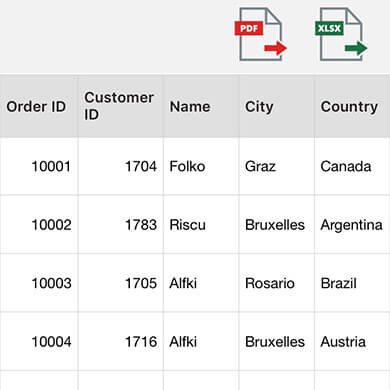 PDF XLSX
Order ID Customer ID Name City Country
10001 1704 Folko Graz Canada
10002 1783 Riscu Bruxelles Argentina
10003 1705 Alfki Rosario Brazil
10004 1716 Alfki Bruxelles Austria